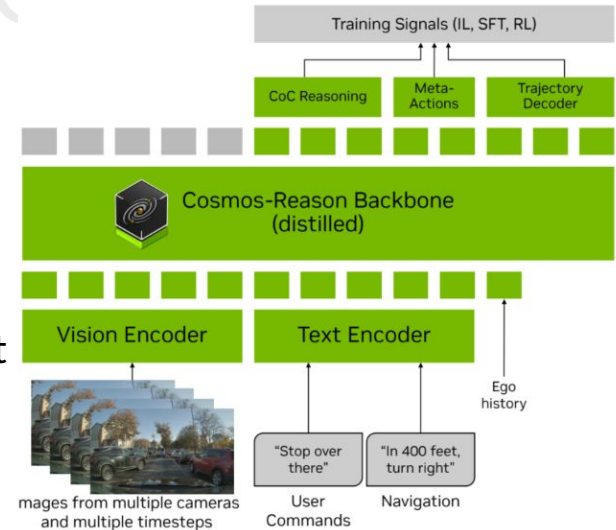 Training Signals (IL, SFT, RL)
CoC Reasoning
Meta-
Actions
Trajectory
Decoder
Cosmos-Reason Backbone
(distilled)
Vision Encoder
Text Encoder
t
Ego
history
"Stop over
there"
"In 400 feet,
turn right"
mages from multiple cameras
and multiple timesteps
User
Commands
Navigation